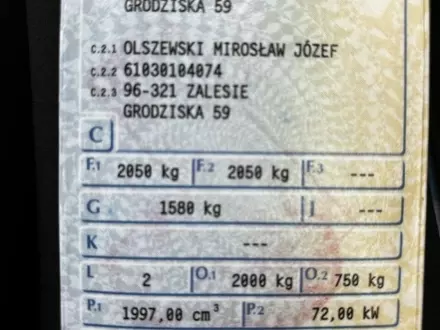 GRODZISKA 59
C.2.1 OLSZEWSKI MIROSŁAW JÓZEF
C.2.2 61030104074
C.2.3 96-321 ZALESIE
GRODZISKA 59
C
F.1 2050 kg F.2 2050 kg F.3 ---
G 1580 kg J ---
K ---
L 2 O.1 2000 kg O.2 750 kg
P.1 1997,00 cm³ P.2 72,00 kW